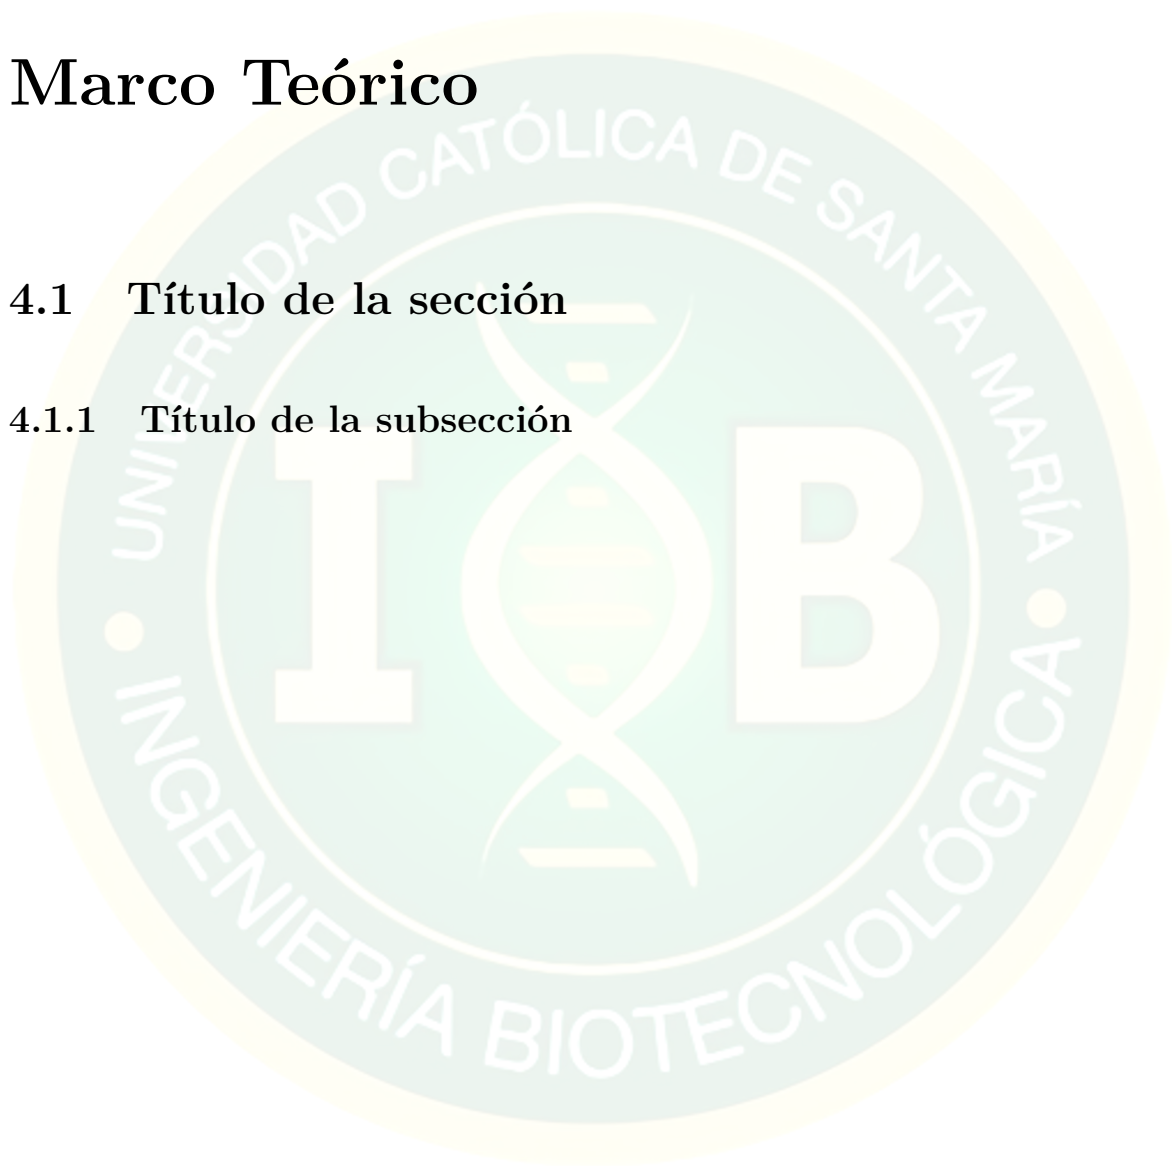 Marco Teórico
UNIVERSIDAD CATÓLICA DE SANTA MARÍA
4.1 Título de la sección
4.1.1 Título de la subsección
I B
INGENIERÍA BIOTECNOLÓGICA